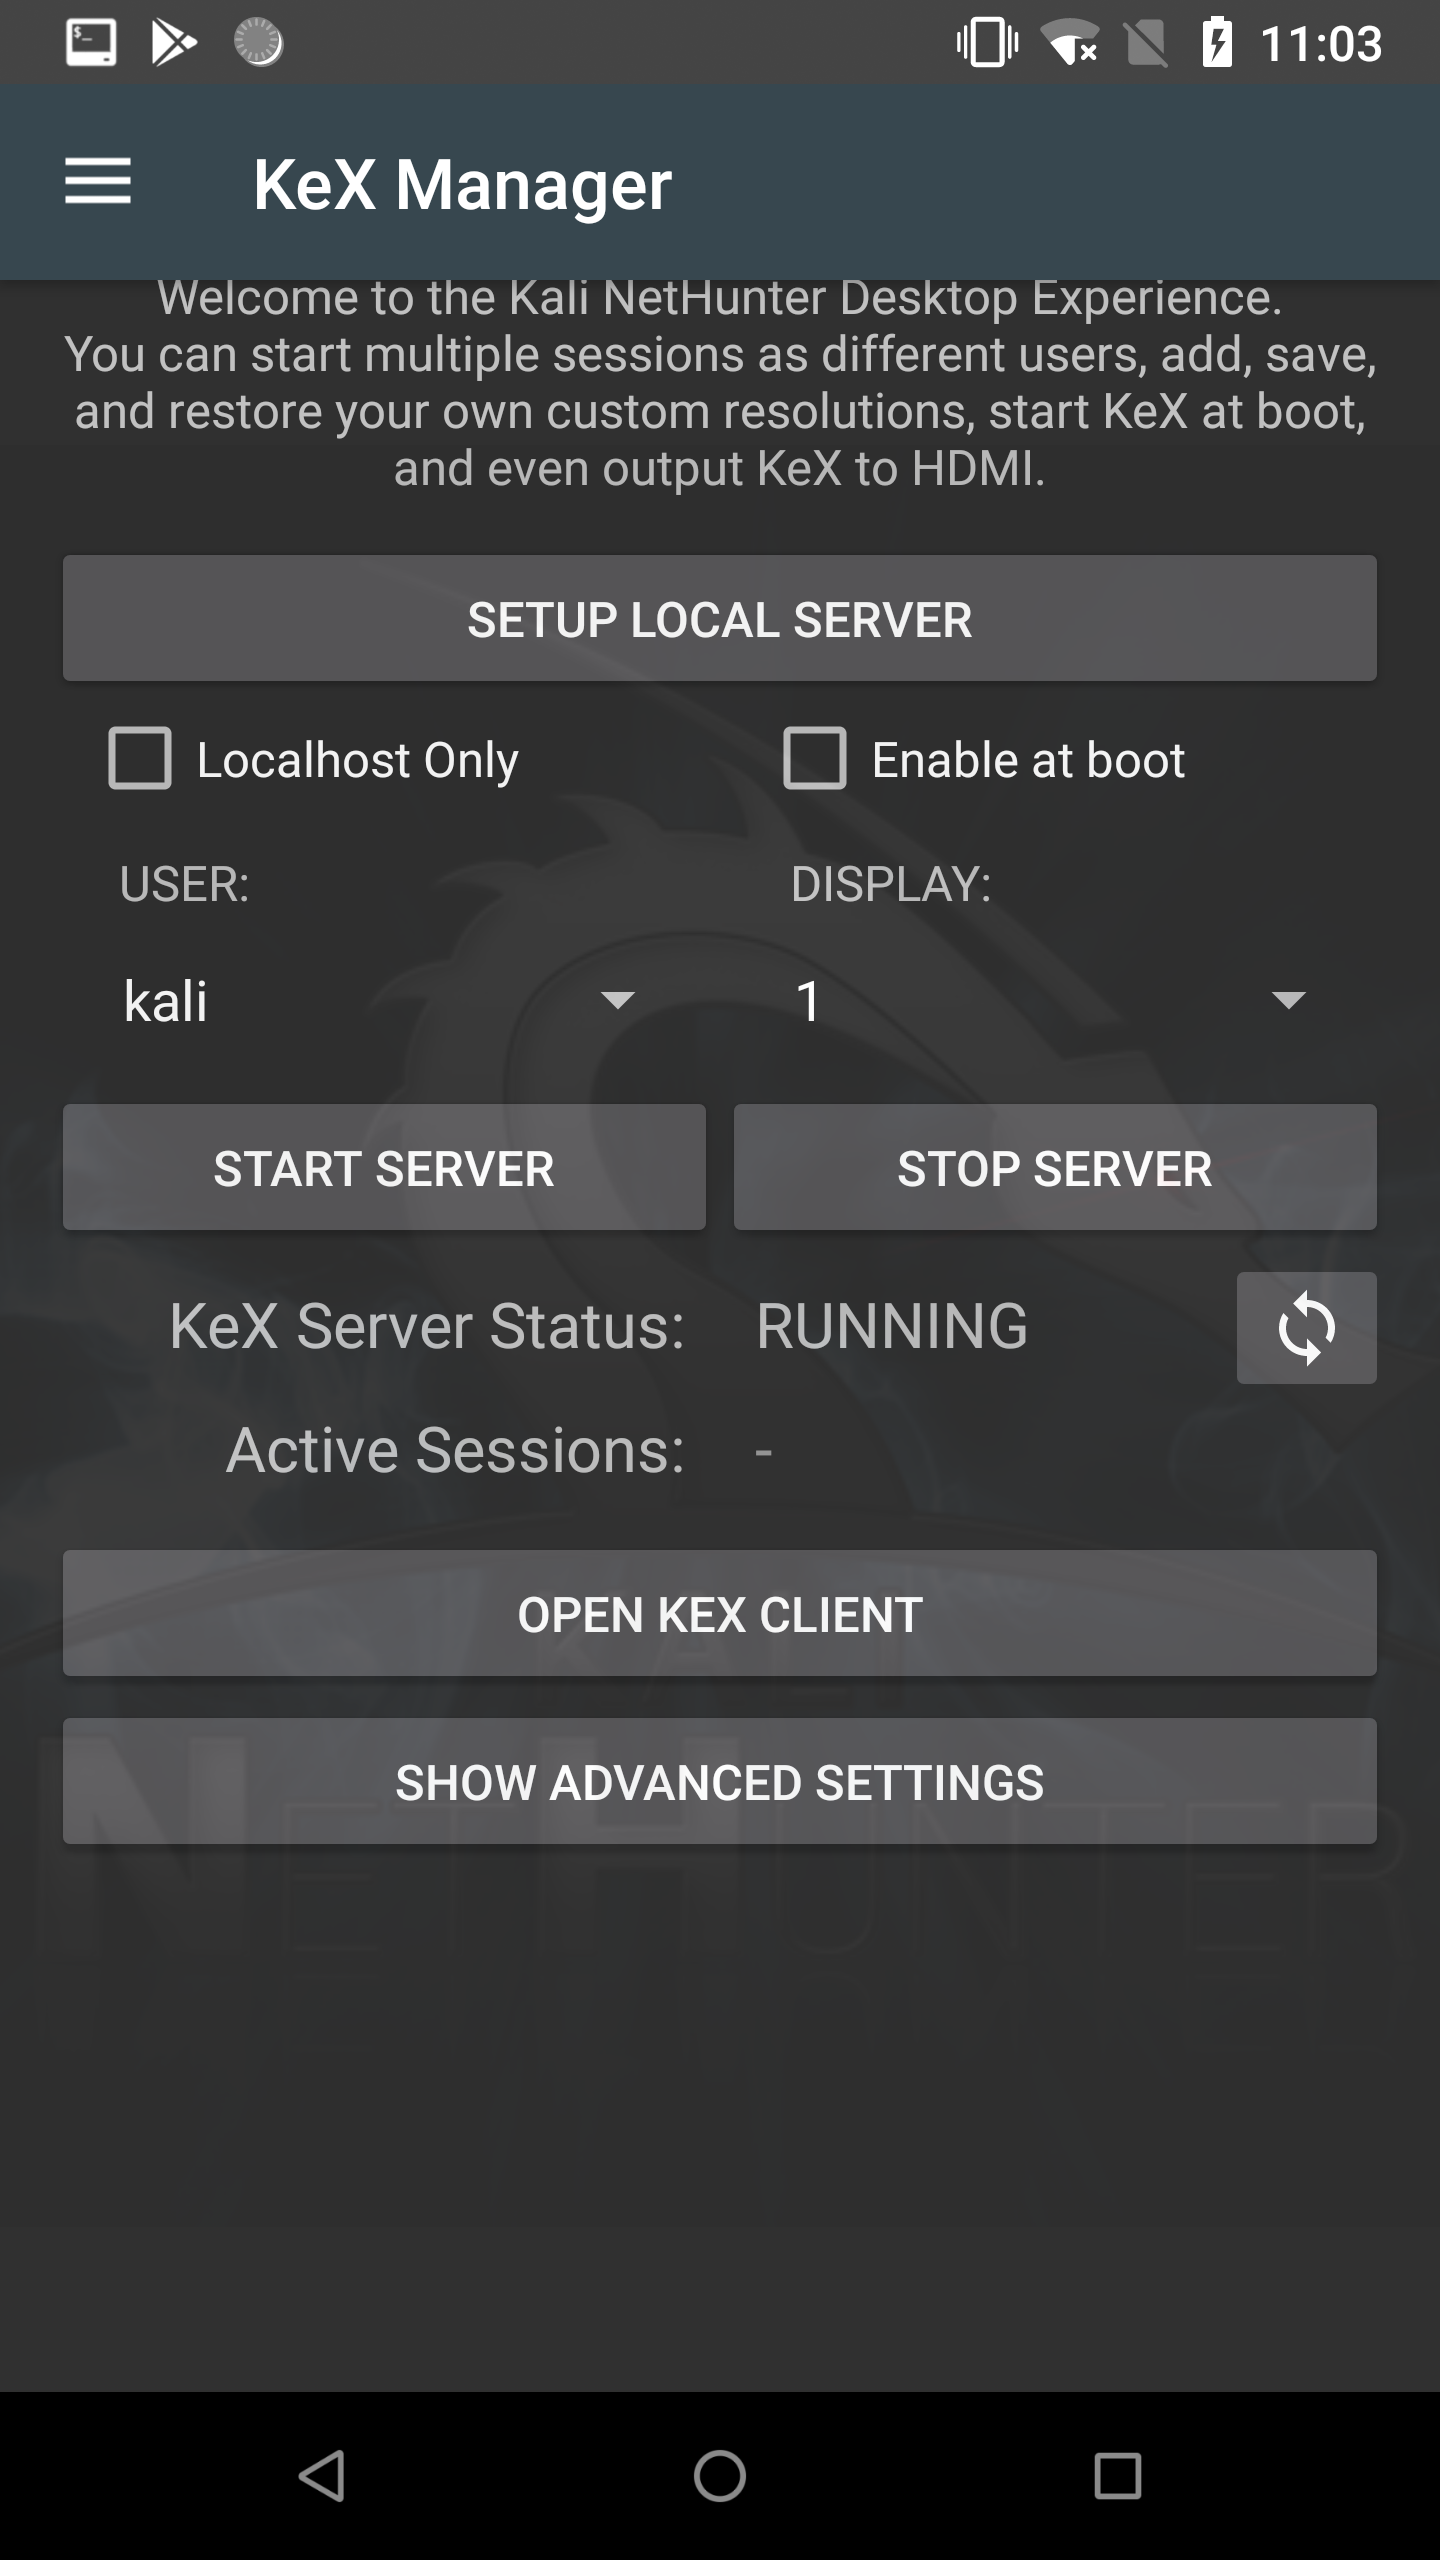 11:03
KeX Manager
Welcome to the Kali NetHunter Desktop Experience.
You can start multiple sessions as different users, add, save,
and restore your own custom resolutions, start KeX at boot,
and even output KeX to HDMI.
SETUP LOCAL SERVER
Localhost Only
Enable at boot
USER:
DISPLAY:
kali
1
START SERVER
STOP SERVER
KeX Server Status: RUNNING
Active Sessions: -
OPEN KEX CLIENT
KALI
SHOW ADVANCED SETTINGS
NETHUNTER